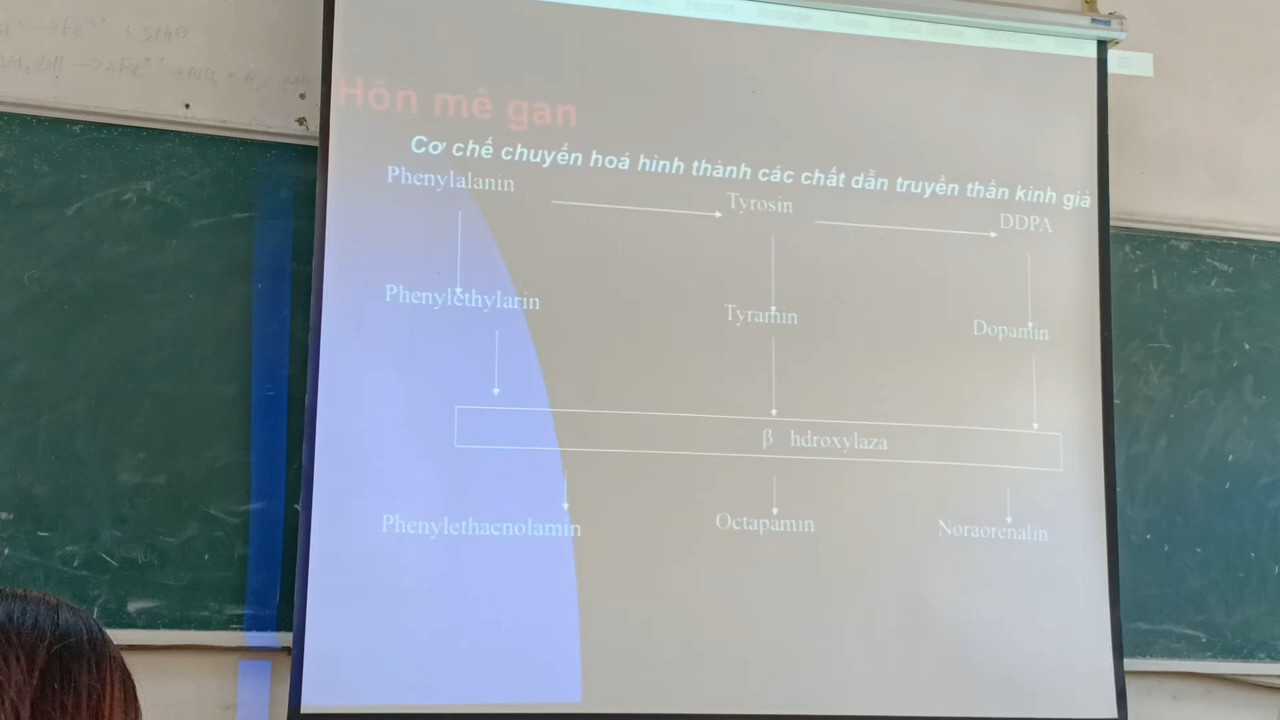 Hôn mê gan
Cơ chế chuyển hoá hình thành các chất dẫn truyền thần kinh giả
Phenylalanin
Tyrosin
DDPA
Phenylethylarin
Tyramin
Dopamin
β hdroxylaza
Phenylethacnolamin
Octapamin
Noraorenalin